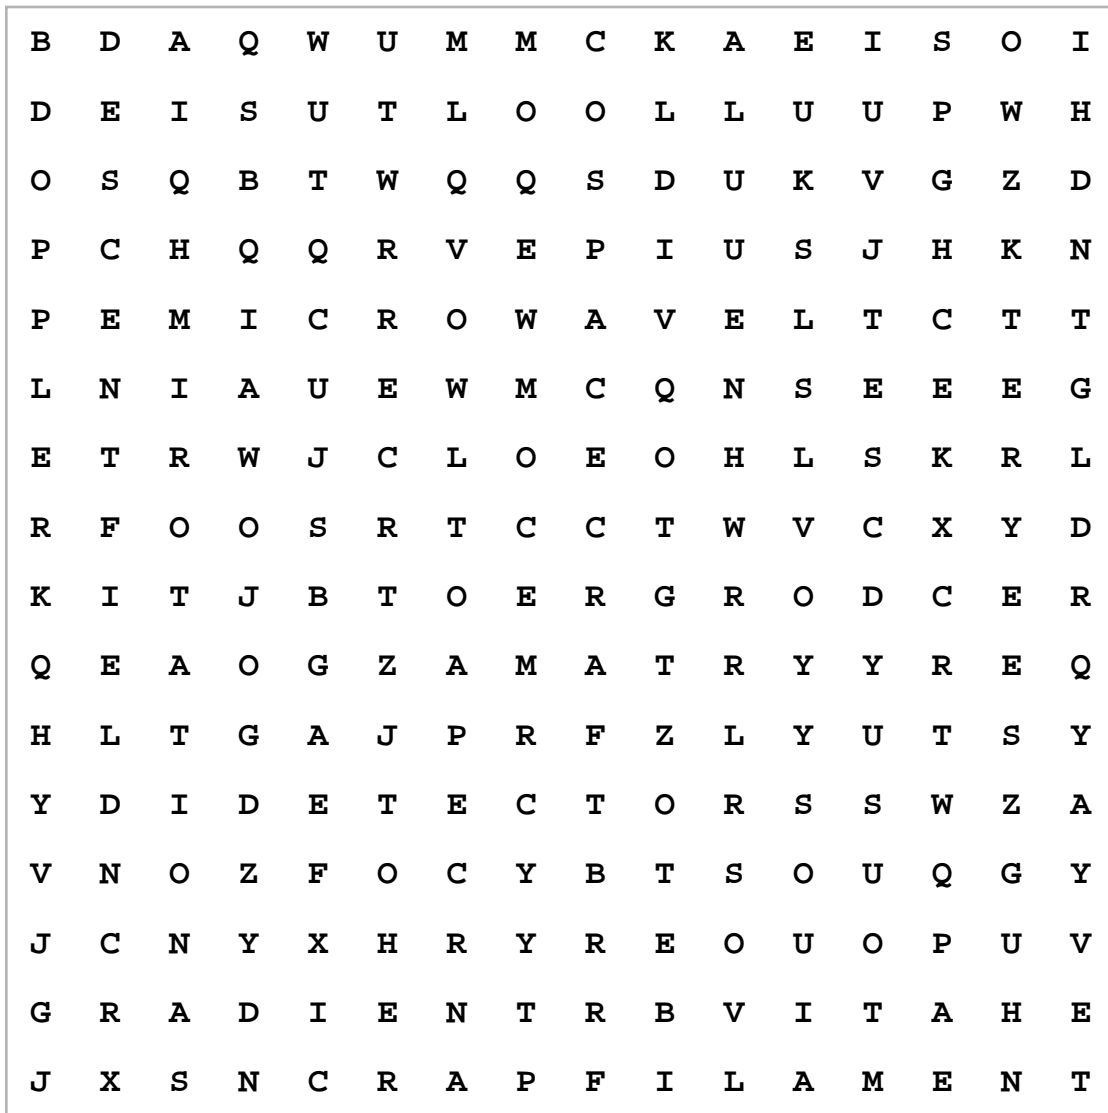 B D A Q W U M M C K A E I S O I
D E I S U T L O O L L U U P W H
O S Q B T W Q Q S D U K V G Z D
P C H Q Q R V E P I U S J H K N
P E M I C R O W A V E L T C T T
L N I A U E W M C Q N S E E E G
E T R W J C L O E O H L S K R L
R F O O S R T C C T W V C X Y D
K I T J B T O E R G R O D C E R
Q E A O G Z A M A T R Y Y R E Q
H L T G A J P R F Z L Y U T S Y
Y D I D E T E C T O R S S W Z A
V N O Z F O C Y B T S O U Q G Y
J C N Y X H R Y R E O U O P U V
G R A D I E N T R B V I T A H E
J X S N C R A P F I L A M E N T